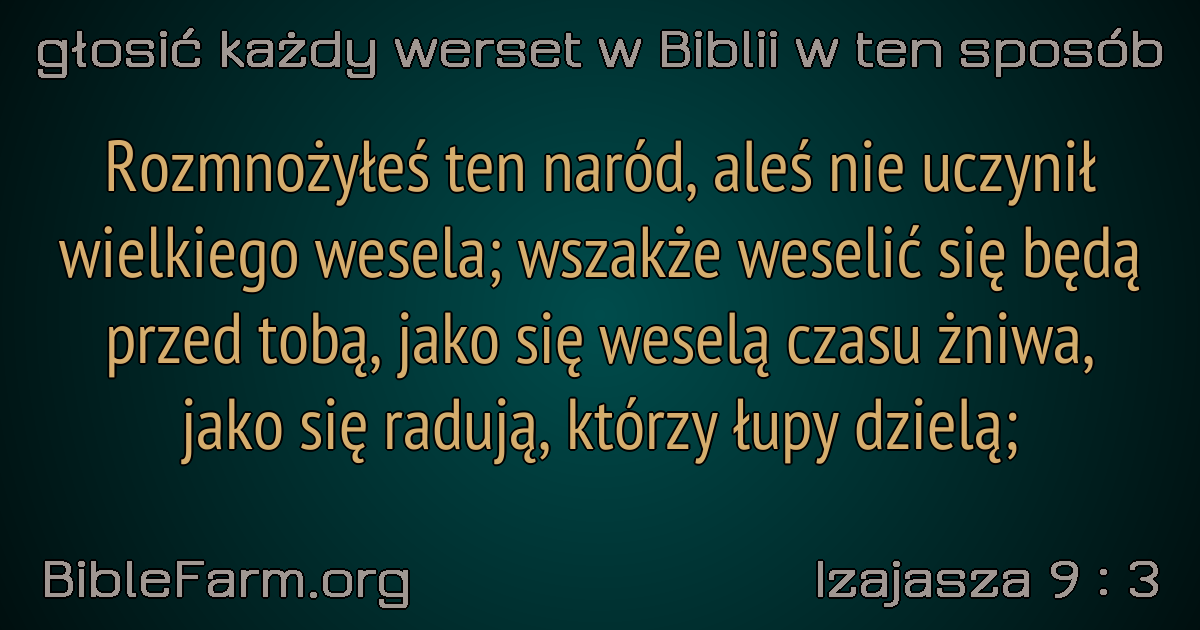 głosić każdy werset w Biblii w ten sposób
Rozmnożyłeś ten naród, aleś nie uczynił
wielkiego wesela; wszakże weselić się będą
przed tobą, jako się weselą czasu żniwa,
jako się radują, którzy łupy dzielą;
BibleFarm.org
Izajasza 9 : 3